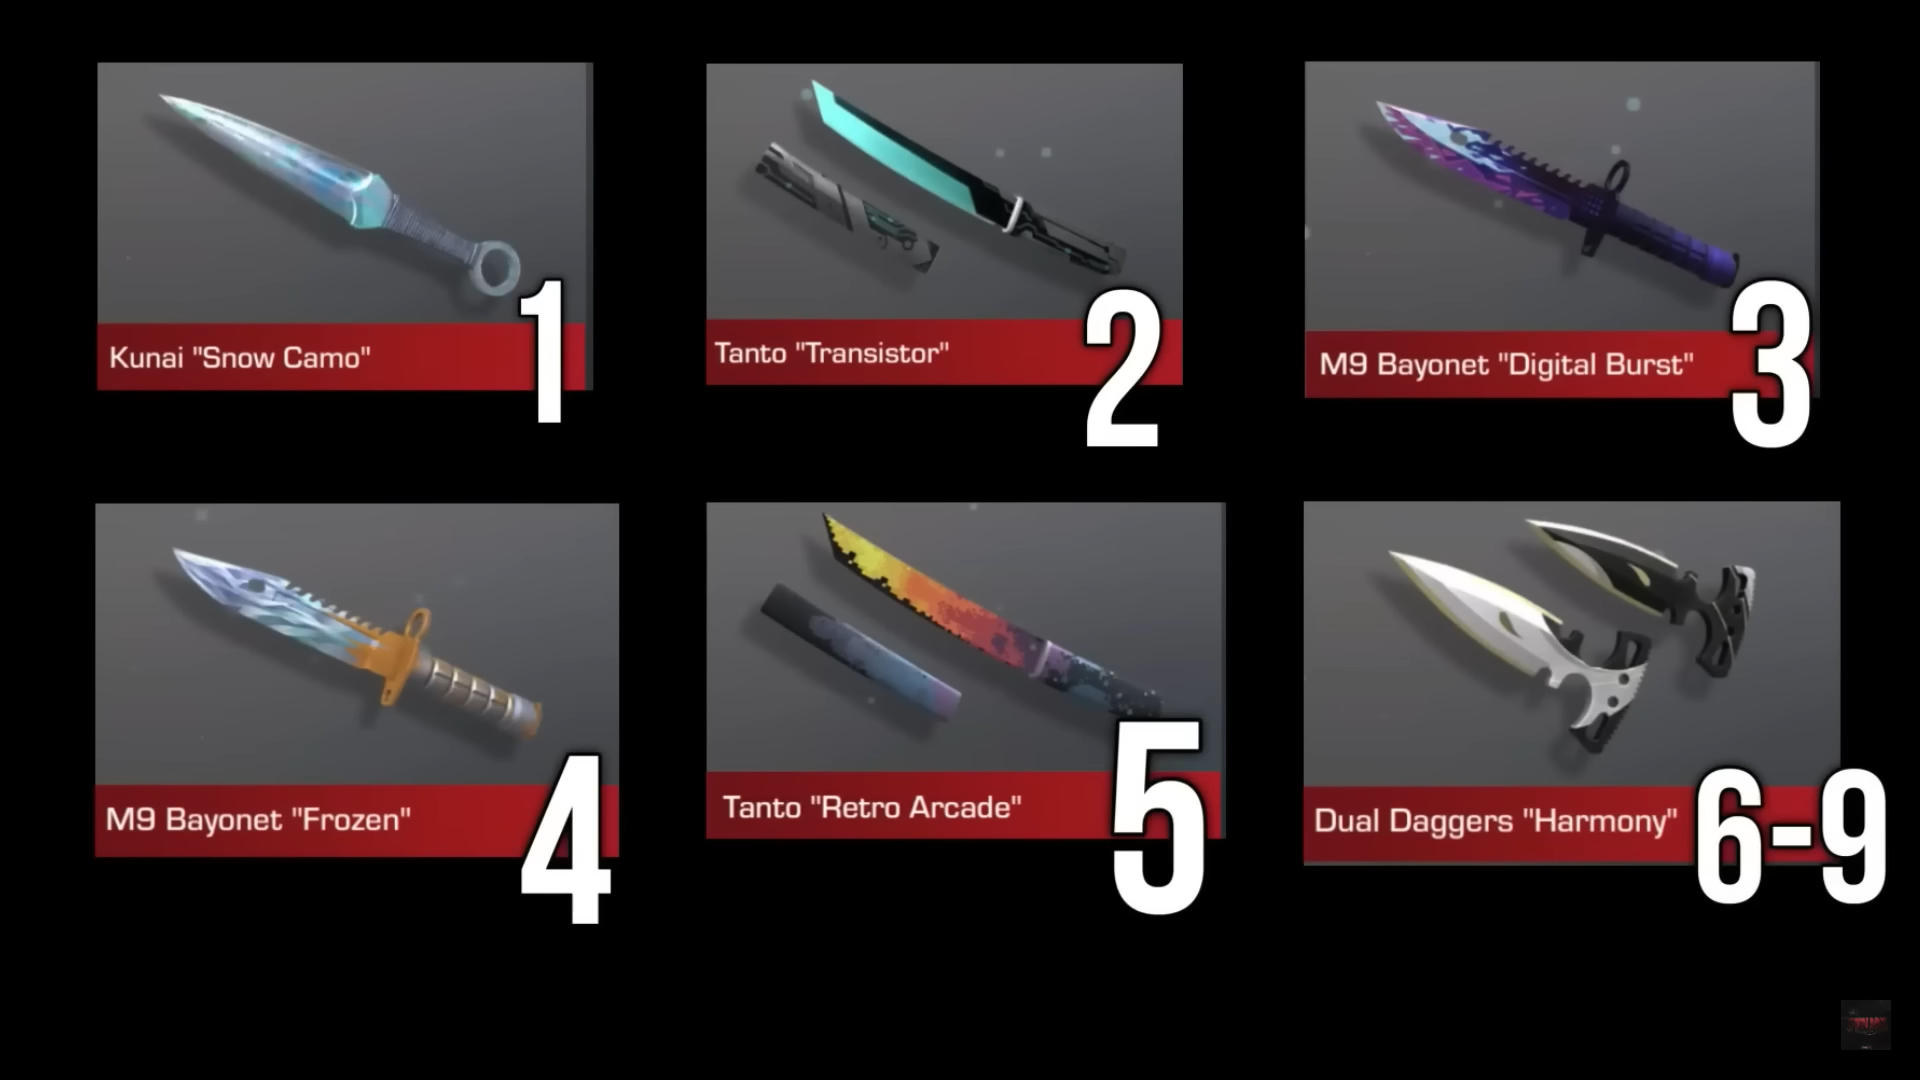 Kunai "Snow Camo"
1
Tanto "Transistor"
2
M9 Bayonet "Digital Burst"
3
M9 Bayonet "Frozen"
4
Tanto "Retro Arcade"
5
Dual Daggers "Harmony"
6-9